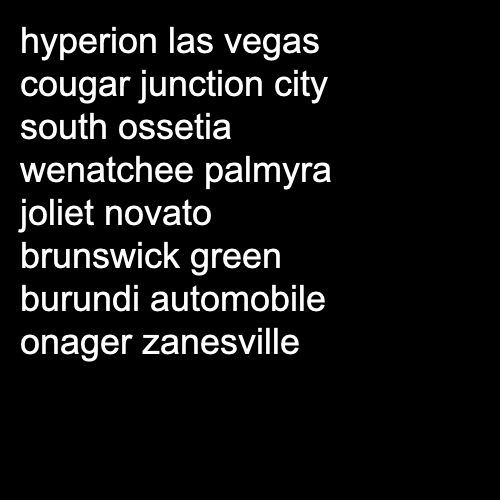 hyperion las vegas
cougar junction city
south ossetia
wenatchee palmyra
joliet novato
brunswick green
burundi automobile
onager zanesville